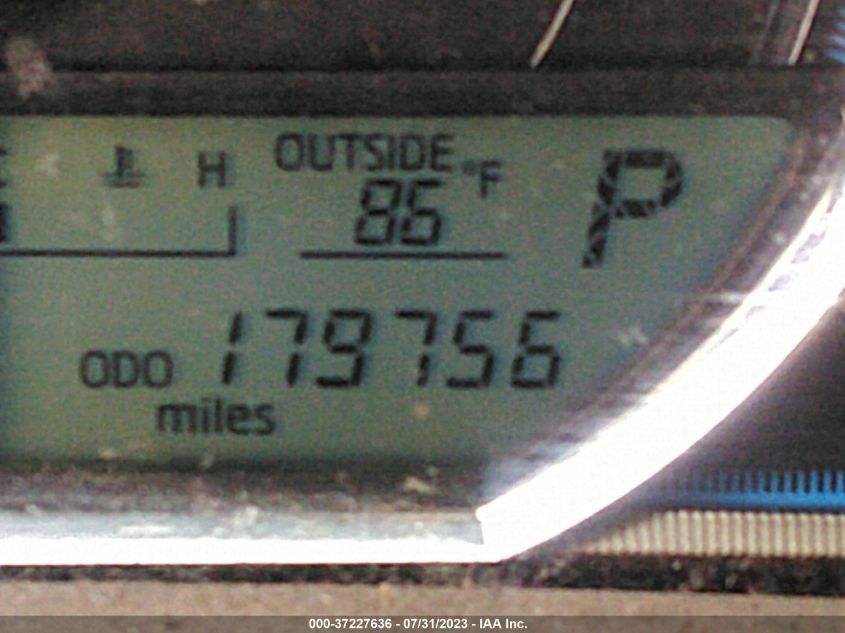 H OUTSIDE °F P
86
ODO 179756
miles
000-37227636 - 07/31/2023 - IAA Inc.